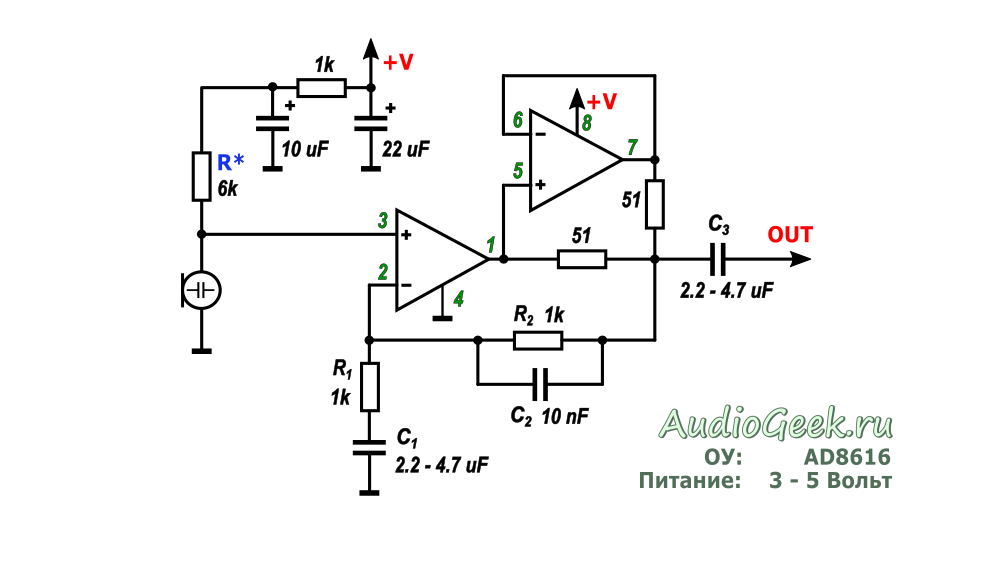 1k
+V
10 uF
22 uF
R*
6k
+V
6
8
7
5
51
3
1
2
4
51
C3
OUT
2.2 - 4.7 uF
R2 1k
C2 10 nF
R1
1k
C1
2.2 - 4.7 uF
AudioGeek.ru
ОУ: AD8616
Питание: 3 - 5 Вольт